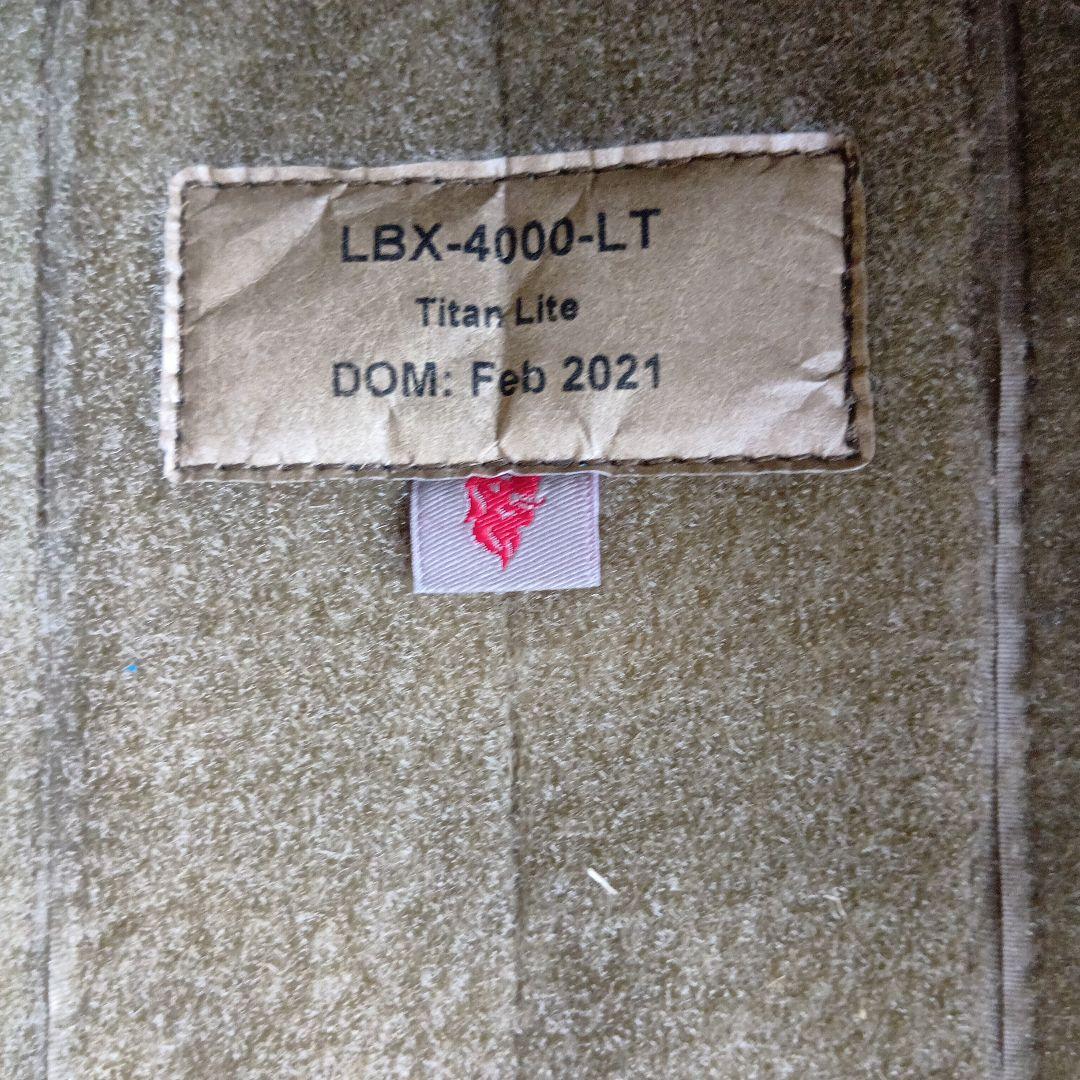 LBX-4000-LT
Titan Lite
DOM: Feb 2021